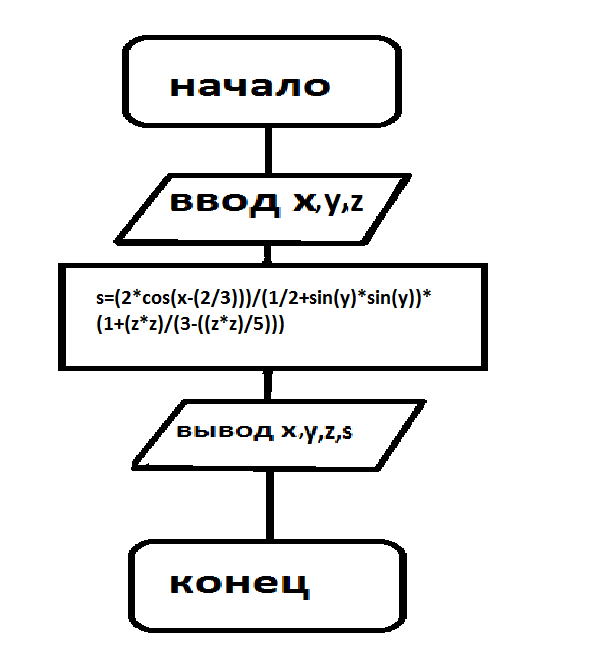 начало
ввод x,y,z
s=(2*cos(x-(2/3)))/(1/2+sin(y)*sin(y))*
(1+(z*z)/(3-((z*z)/5)))
вывод x,y,z,s
конец